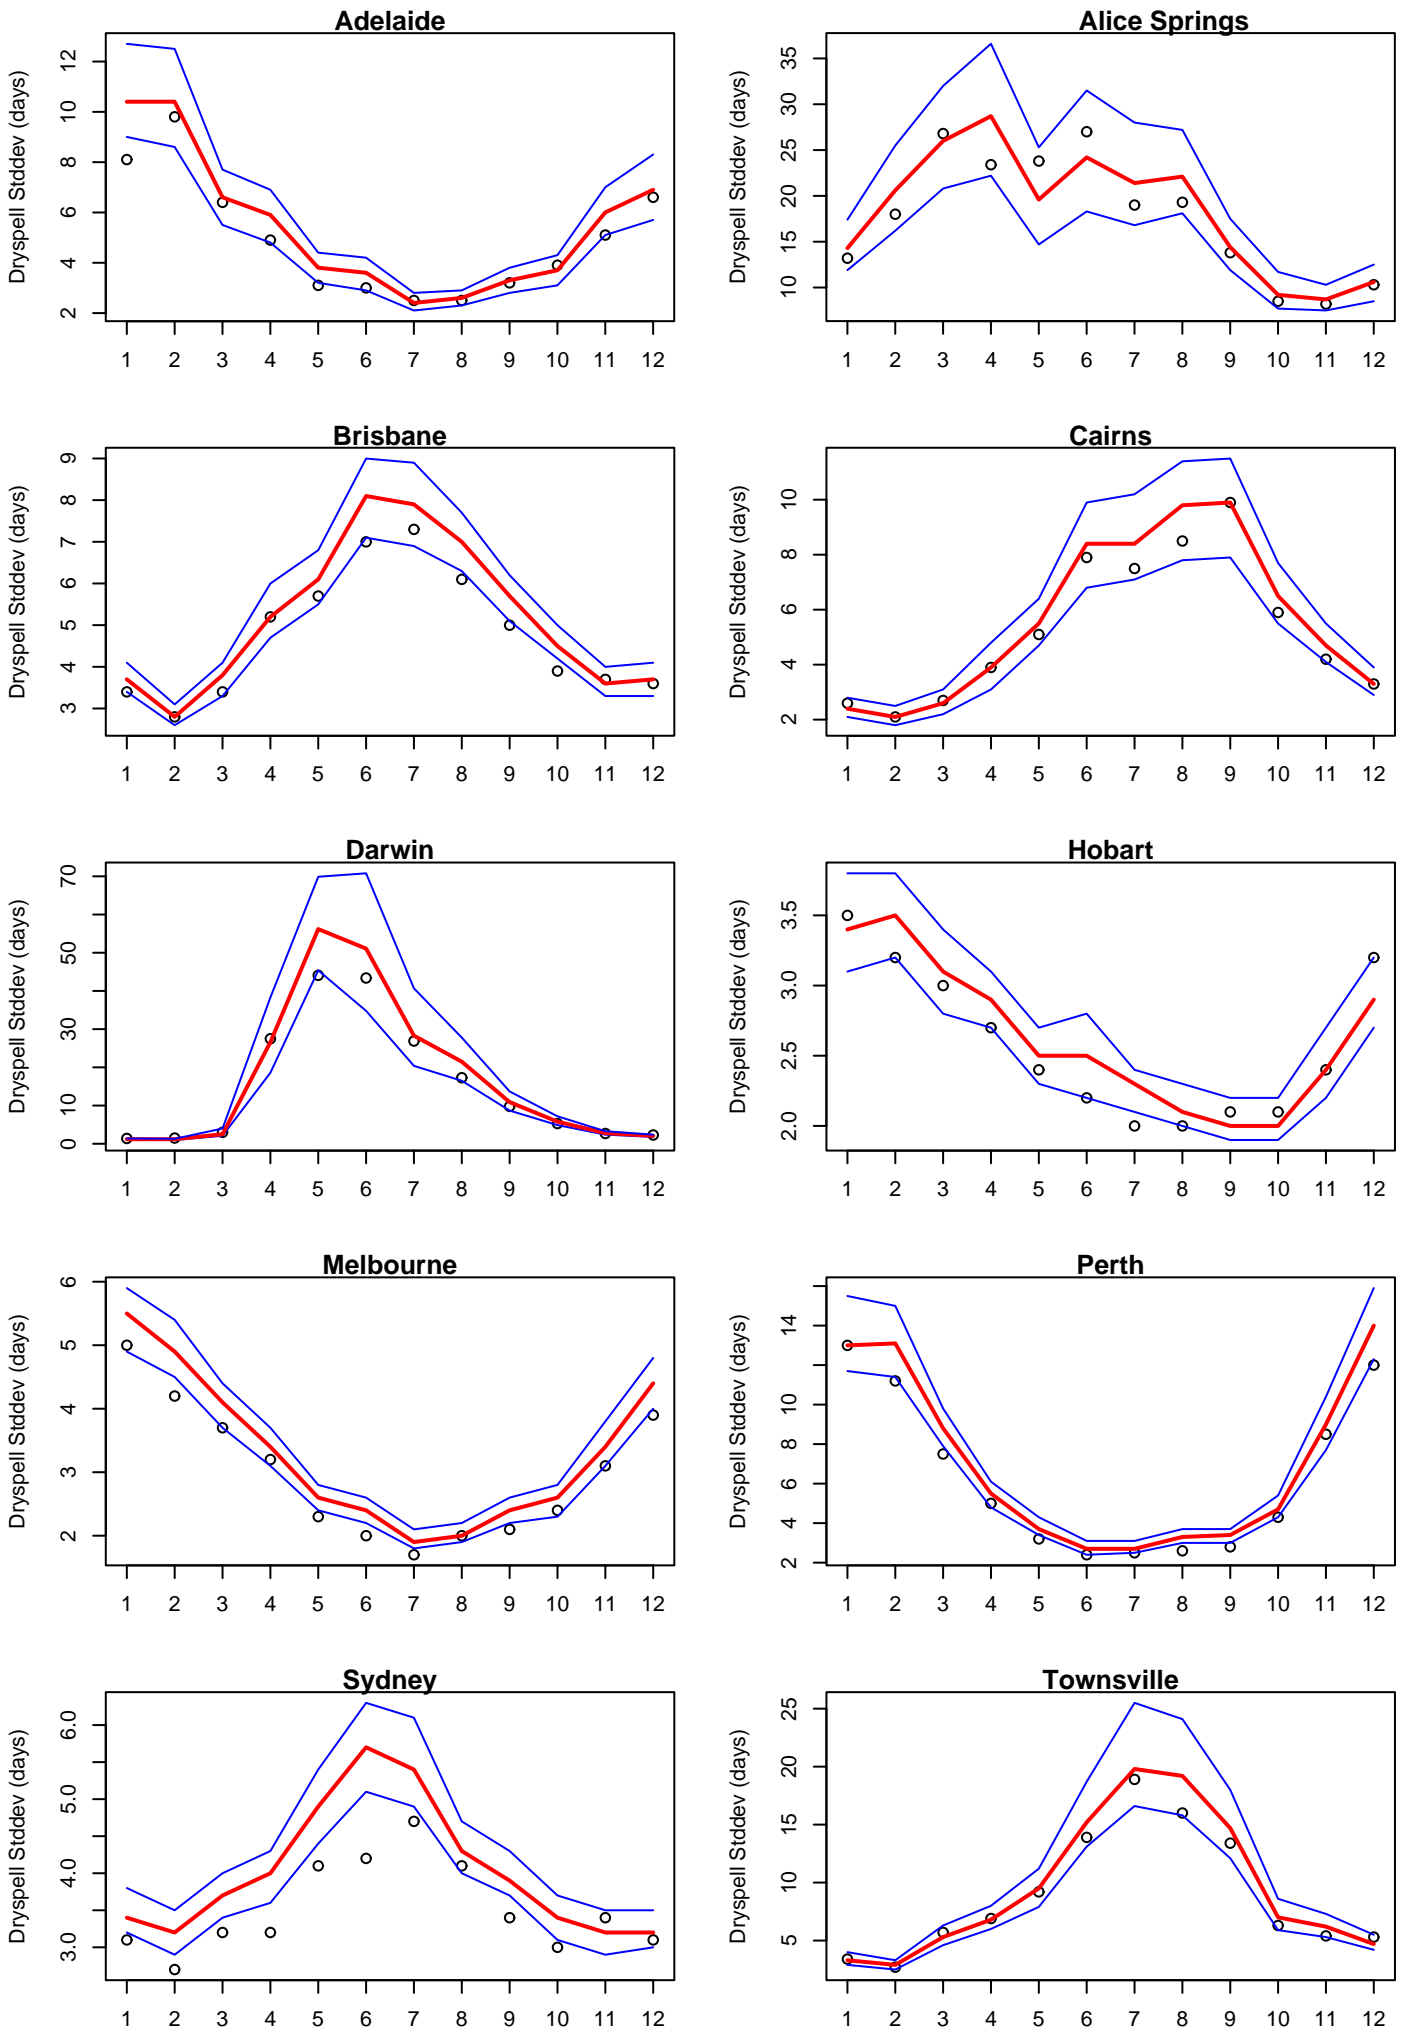 Adelaide
Dryspell Stddev (days)
2 4 6 8 10 12
1 2 3 4 5 6 7 8 9 10 11 12
Alice Springs
Dryspell Stddev (days)
10 15 20 25 30 35
1 2 3 4 5 6 7 8 9 10 11 12
Brisbane
Dryspell Stddev (days)
3 4 5 6 7 8 9
1 2 3 4 5 6 7 8 9 10 11 12
Cairns
Dryspell Stddev (days)
2 4 6 8 10
1 2 3 4 5 6 7 8 9 10 11 12
Darwin
Dryspell Stddev (days)
0 10 30 50 70
1 2 3 4 5 6 7 8 9 10 11 12
Hobart
Dryspell Stddev (days)
2.0 2.5 3.0 3.5
1 2 3 4 5 6 7 8 9 10 11 12
Melbourne
Dryspell Stddev (days)
2 3 4 5 6
1 2 3 4 5 6 7 8 9 10 11 12
Perth
Dryspell Stddev (days)
2 4 6 8 10 14
1 2 3 4 5 6 7 8 9 10 11 12
Sydney
Dryspell Stddev (days)
3.0 4.0 5.0 6.0
1 2 3 4 5 6 7 8 9 10 11 12
Townsville
Dryspell Stddev (days)
5 10 15 20 25
1 2 3 4 5 6 7 8 9 10 11 12